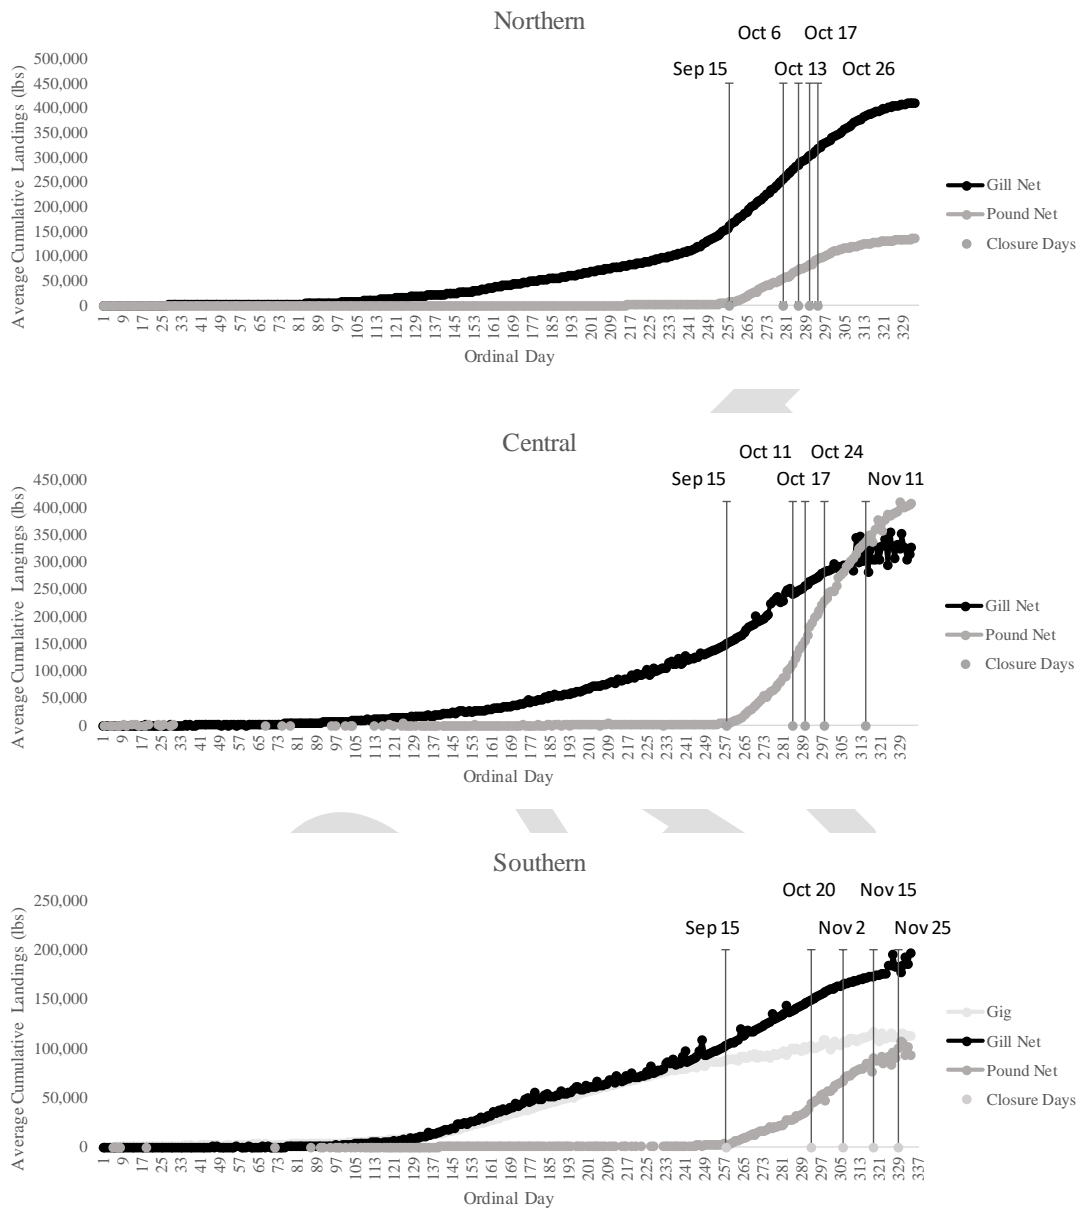 Northern
Oct 6 Oct 17
Sep 15 Oct 13 Oct 26
Average Cumulative Landings (lbs)
500,000
450,000
400,000
350,000
300,000
250,000
200,000
150,000
100,000
50,000
0
1 9 17 25 33 41 49 57 65 73 81 89 97 105 113 121 129 137 145 153 161 169 177 185 193 201 209 217 225 233 241 249 257 265 273 281 289 297 305 313 321 329
Ordinal Day
Gill Net
Pound Net
Closure Days
Central
Oct 11 Oct 24
Sep 15 Oct 17 Nov 11
Average Cumulative Langings (lbs)
450,000
400,000
350,000
300,000
250,000
200,000
150,000
100,000
50,000
0
1 9 17 25 33 41 49 57 65 73 81 89 97 105 113 121 129 137 145 153 161 169 177 185 193 201 209 217 225 233 241 249 257 265 273 281 289 297 305 313 321 329
Ordinal Day
Gill Net
Pound Net
Closure Days
Southern
Oct 20 Nov 15
Sep 15 Nov 2 Nov 25
Average Cumulative Landings (lbs)
250,000
200,000
150,000
100,000
50,000
0
1 9 17 25 33 41 49 57 65 73 81 89 97 105 113 121 129 137 145 153 161 169 177 185 193 201 209 217 225 233 241 249 257 265 273 281 289 297 305 313 321 329 337
Ordinal Day
Gig
Gill Net
Pound Net
Closure Days